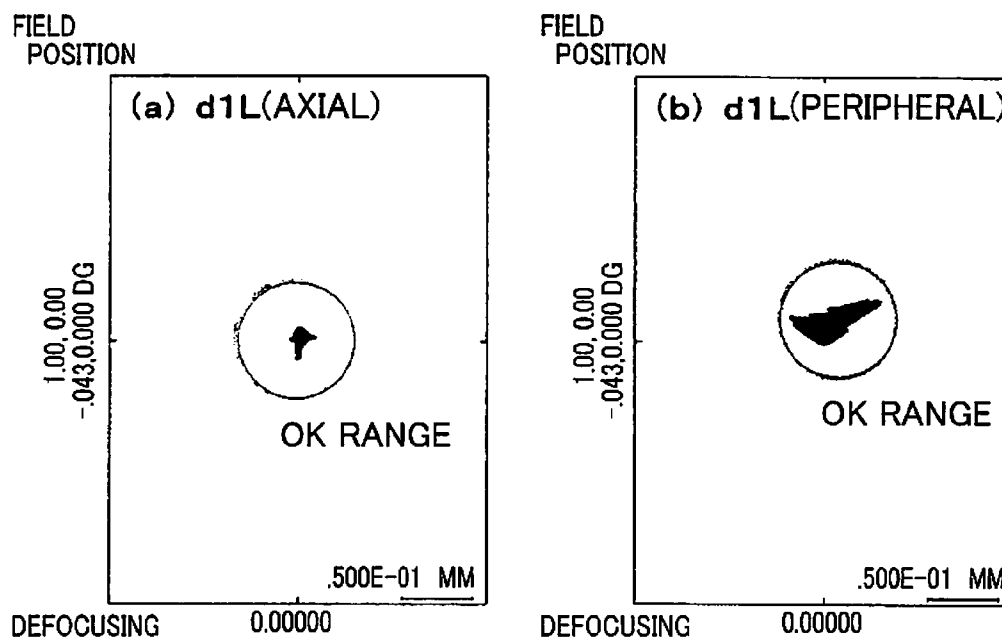 FIELD
POSITION
(a) d1L(AXIAL)
1.00, 0.00
-.043,0.000 DG
OK RANGE
.500E-01 MM
DEFOCUSING 0.00000
FIELD
POSITION
(b) d1L(PERIPHERAL)
1.00, 0.00
-.043,0.000 DG
OK RANGE
.500E-01 MM
DEFOCUSING 0.00000